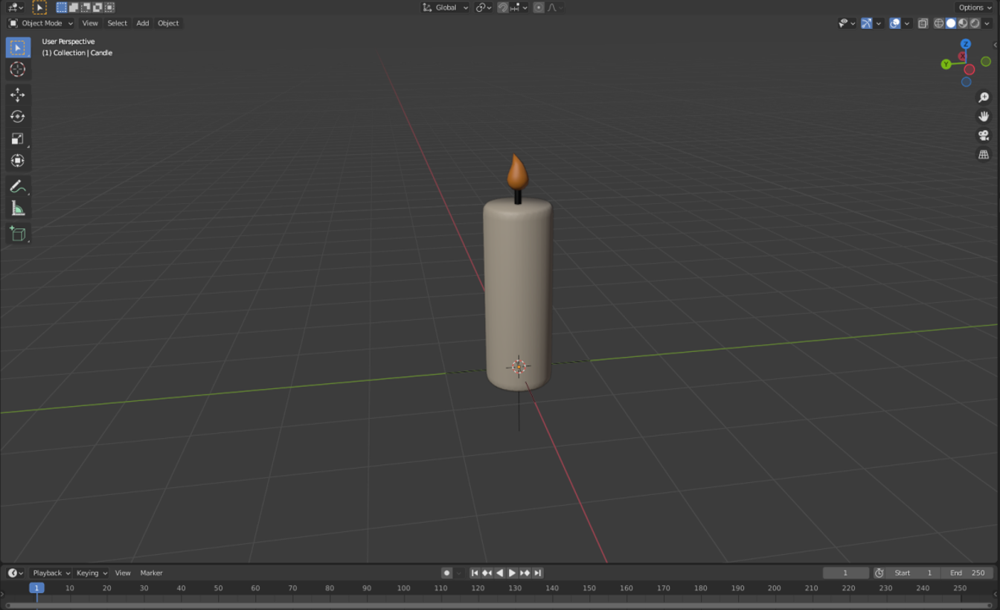 Global
Options
Object Mode
View
Select
Add
Object
User Perspective
(1) Collection | Candle
Z
X
Y
Playback
Keying
View
Marker
1
Start 1
End 250
1 10 20 30 40 50 60 70 80 90 100 110 120 130 140 150 160 170 180 190 200 210 220 230 240 250